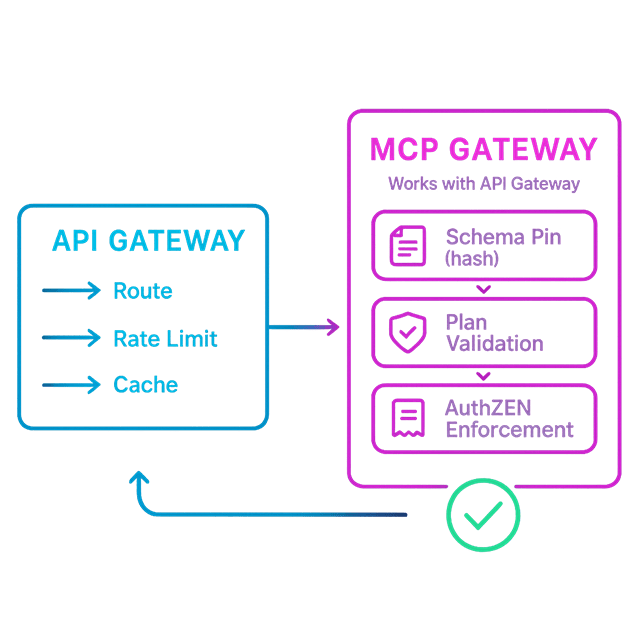 API GATEWAY
Route
Rate Limit
Cache
MCP GATEWAY
Works with API Gateway
Schema Pin
(hash)
Plan
Validation
AuthZEN
Enforcement